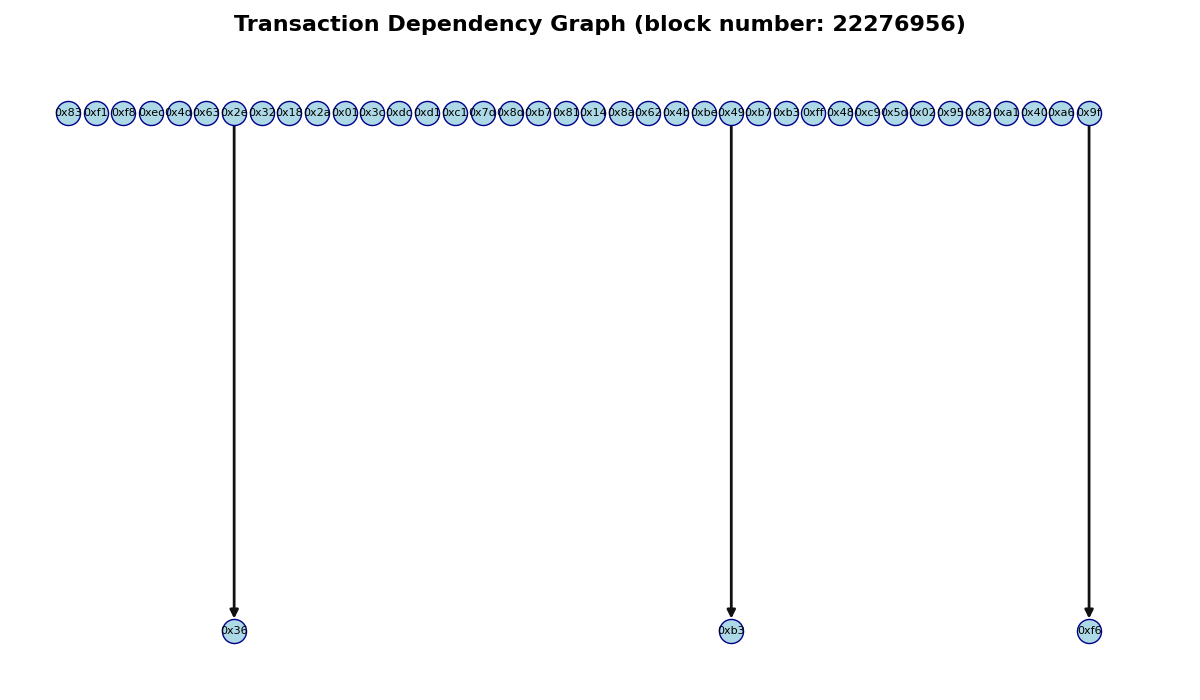 Transaction Dependency Graph (block number: 22276956)
0x83 0xf1 0xf8 0xec 0x4d 0x63 0x2e 0x32 0x18 0x2a 0x01 0x3c 0xdc 0xd1 0xc1 0x7d 0x8d 0xb7 0x81 0x14 0x8a 0x62 0x4b 0xbe 0x49 0xb7 0xb3 0xff 0x48 0xc9 0x5d 0x02 0x95 0x82 0xa1 0x40 0xa6 0x9f
0x36 0xb3 0xf6